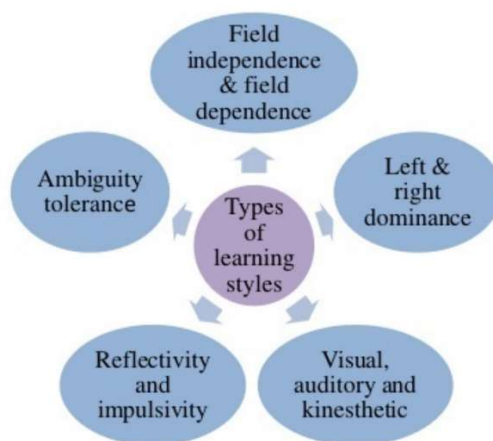 Field
independence
& field
dependence
Ambiguity
tolerance
Left &
right
dominance
Types
of
learning
styles
Reflectivity
and
impulsivity
Visual,
auditory and
kinesthetic